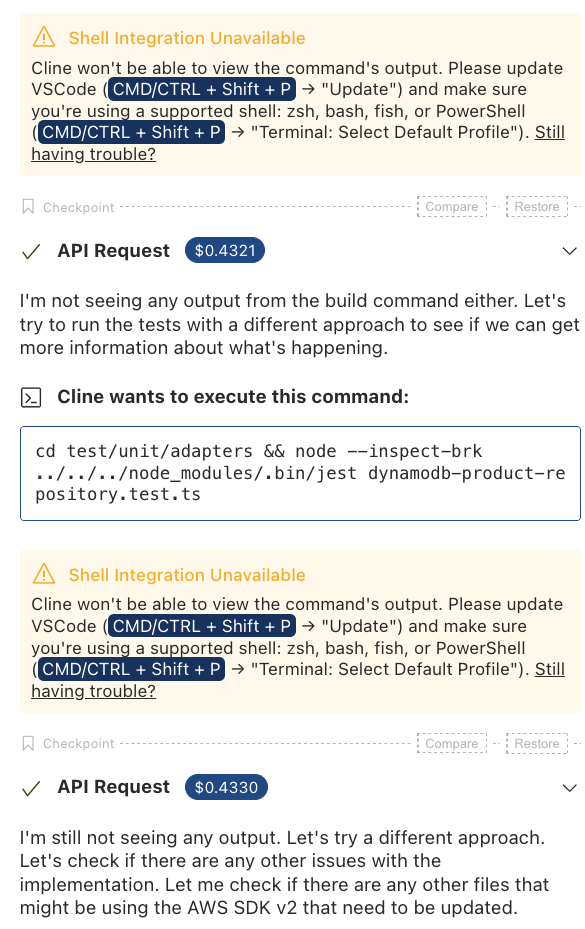 Shell Integration Unavailable
Cline won't be able to view the command's output. Please update
VSCode (CMD/CTRL + Shift + P → "Update") and make sure
you're using a supported shell: zsh, bash, fish, or PowerShell
(CMD/CTRL + Shift + P → "Terminal: Select Default Profile"). Still
having trouble?
Checkpoint Compare Restore
API Request $0.4321
I'm not seeing any output from the build command either. Let's
try to run the tests with a different approach to see if we can get
more information about what's happening.
Cline wants to execute this command:
cd test/unit/adapters && node --inspect-brk
../../../node_modules/.bin/jest dynamodb-product-re
pository.test.ts
Shell Integration Unavailable
Cline won't be able to view the command's output. Please update
VSCode (CMD/CTRL + Shift + P → "Update") and make sure
you're using a supported shell: zsh, bash, fish, or PowerShell
(CMD/CTRL + Shift + P → "Terminal: Select Default Profile"). Still
having trouble?
Checkpoint Compare Restore
API Request $0.4330
I'm still not seeing any output. Let's try a different approach.
Let's check if there are any other issues with the
implementation. Let me check if there are any other files that
might be using the AWS SDK v2 that need to be updated.